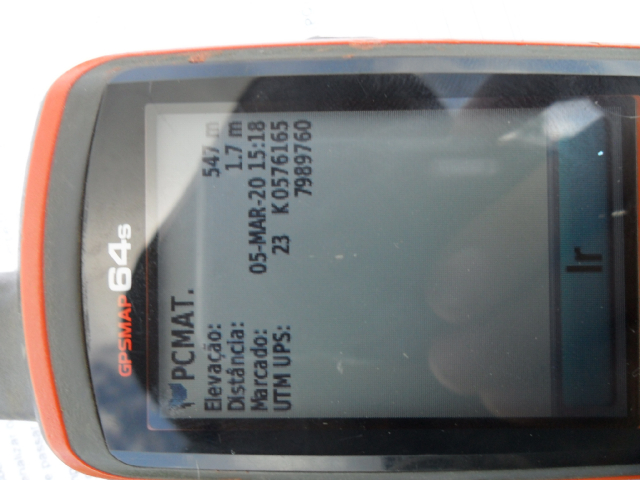 GPSMAP 64s
PCMAT.
Elevação: 547 m
Distância: 1.7 m
Marcado: 05-MAR-20 15:18
UTM UPS: 23 K 0576165
7989760
Ir